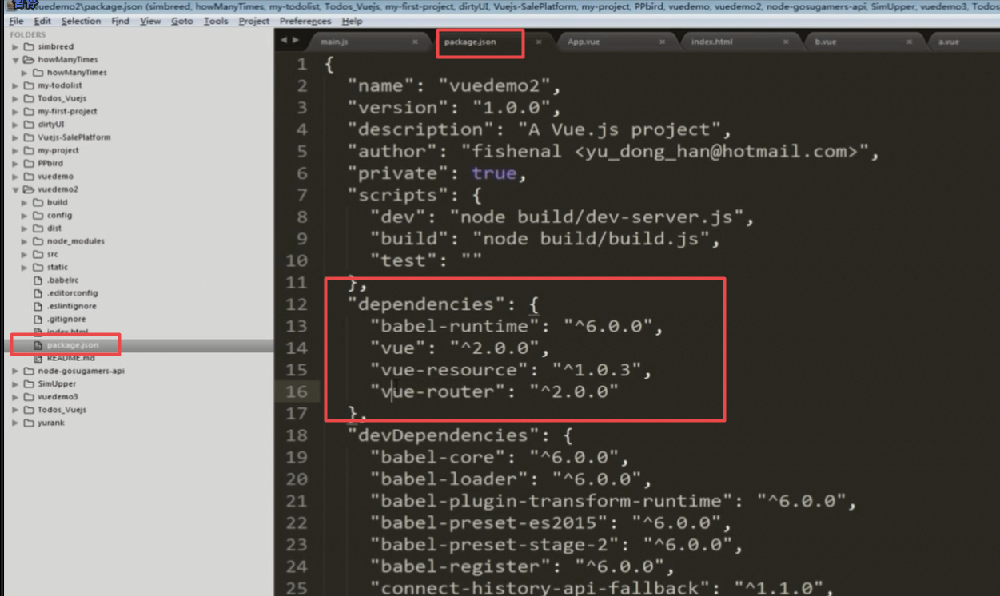 暂停
vuedemo2\package.json (simbreed, howManyTimes, my-todolist, Todos_Vuejs, my-first-project, dirtyUI, Vuejs-SalePlatform, my-project, PPbird, vuedemo, vuedemo2, node-gosugamers-api, SimUpper, vuedemo3, Todos
File Edit Selection Find View Goto Tools Project Preferences Help
FOLDERS
simbreed
howManyTimes
howManyTimes
my-todolist
Todos_Vuejs
my-first-project
dirtyUI
Vuejs-SalePlatform
my-project
PPbird
vuedemo
vuedemo2
build
config
dist
node_modules
src
static
.babelrc
.editorconfig
.eslintignore
.gitignore
index.html
package.json
README.md
node-gosugamers-api
SimUpper
vuedemo3
Todos_Vuejs
yurank
main.js × package.json × App.vue × index.html × b.vue × a.vue
1 {
2 "name": "vuedemo2",
3 "version": "1.0.0",
4 "description": "A Vue.js project",
5 "author": "fishenal <yu_dong_han@hotmail.com>",
6 "private": true,
7 "scripts": {
8 "dev": "node build/dev-server.js",
9 "build": "node build/build.js",
10 "test": ""
11 },
12 "dependencies": {
13 "babel-runtime": "^6.0.0",
14 "vue": "^2.0.0",
15 "vue-resource": "^1.0.3",
16 "vue-router": "^2.0.0"
17 },
18 "devDependencies": {
19 "babel-core": "^6.0.0",
20 "babel-loader": "^6.0.0",
21 "babel-plugin-transform-runtime": "^6.0.0",
22 "babel-preset-es2015": "^6.0.0",
23 "babel-preset-stage-2": "^6.0.0",
24 "babel-register": "^6.0.0",
25 "connect-history-api-fallback": "^1.1.0",